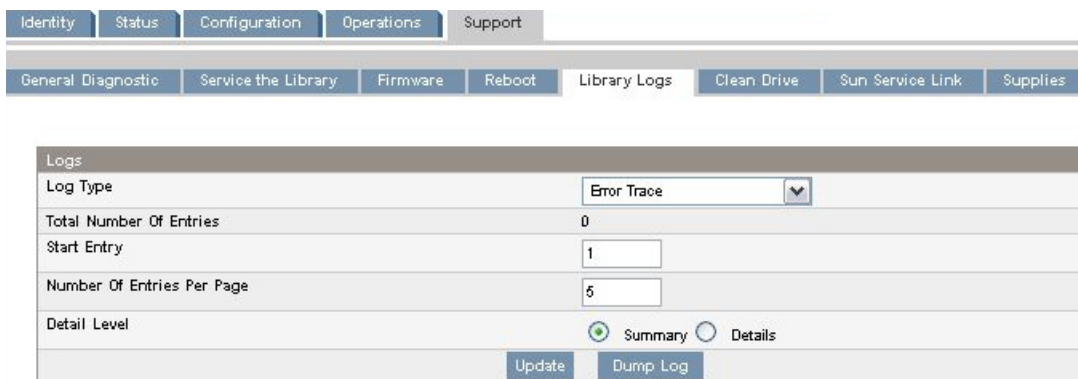 Identity Status Configuration Operations Support
General Diagnostic Service the Library Firmware Reboot Library Logs Clean Drive Sun Service Link Supplies
Logs
Log Type Error Trace
Total Number Of Entries 0
Start Entry 1
Number Of Entries Per Page 5
Detail Level Summary Details
Update Dump Log